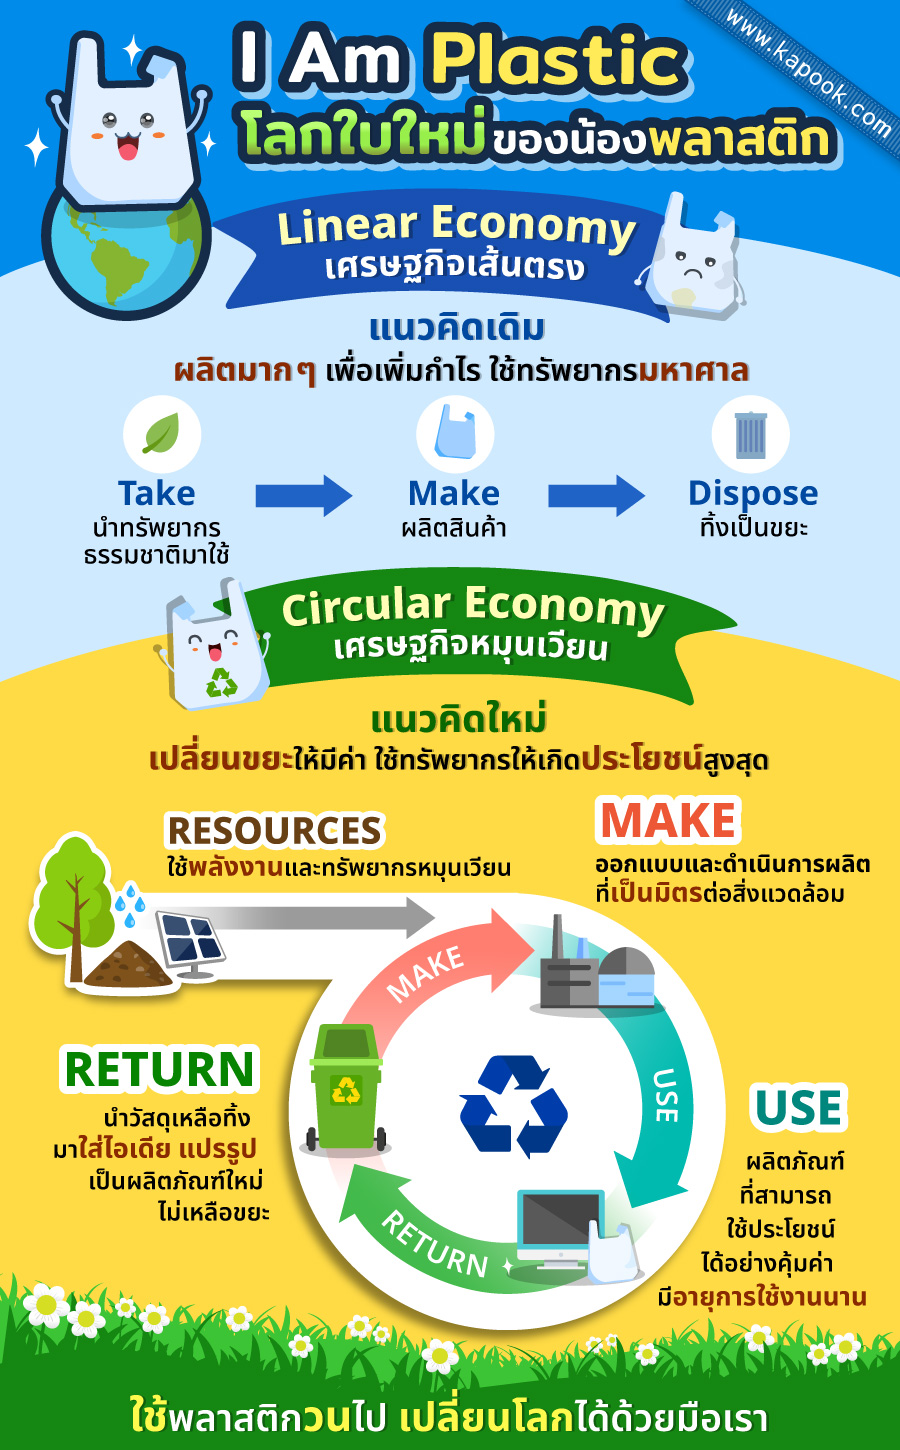 www.kapook.com
I Am Plastic
โลกใบใหม่ ของน้องพลาสติก
Linear Economy
เศรษฐกิจเส้นตรง
แนวคิดเดิม
ผลิตมาก ๆ เพื่อเพิ่มกำไร ใช้ทรัพยากรมหาศาล
Take
นำทรัพยากร
ธรรมชาติมาใช้
Make
ผลิตสินค้า
Dispose
ทิ้งเป็นขยะ
Circular Economy
เศรษฐกิจหมุนเวียน
แนวคิดใหม่
เปลี่ยนขยะให้มีค่า ใช้ทรัพยากรให้เกิดประโยชน์สูงสุด
RESOURCES
ใช้พลังงานและทรัพยากรหมุนเวียน
MAKE
ออกแบบและดำเนินการผลิต
ที่เป็นมิตรต่อสิ่งแวดล้อม
MAKE
USE
RETURN
RETURN
นำวัสดุเหลือทิ้ง
มาใส่ไอเดีย แปรรูป
เป็นผลิตภัณฑ์ใหม่
ไม่เหลือขยะ
USE
ผลิตภัณฑ์
ที่สามารถ
ใช้ประโยชน์
ได้อย่างคุ้มค่า
มีอายุการใช้งานนาน
ใช้พลาสติกวนไป เปลี่ยนโลกได้ด้วยมือเรา